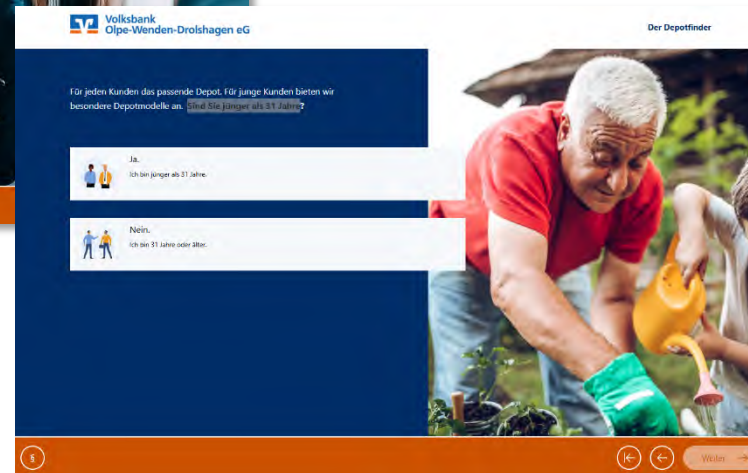 Volksbank
Olpe-Wenden-Drolshagen eG
Der Depotfinder
Für jeden Kunden das passende Depot. Für junge Kunden bieten wir
besondere Depotmodelle an. Sind Sie jünger als 31 Jahre?
Ja.
Ich bin jünger als 31 Jahre.
Nein.
Ich bin 31 Jahre oder älter.
§
Weiter